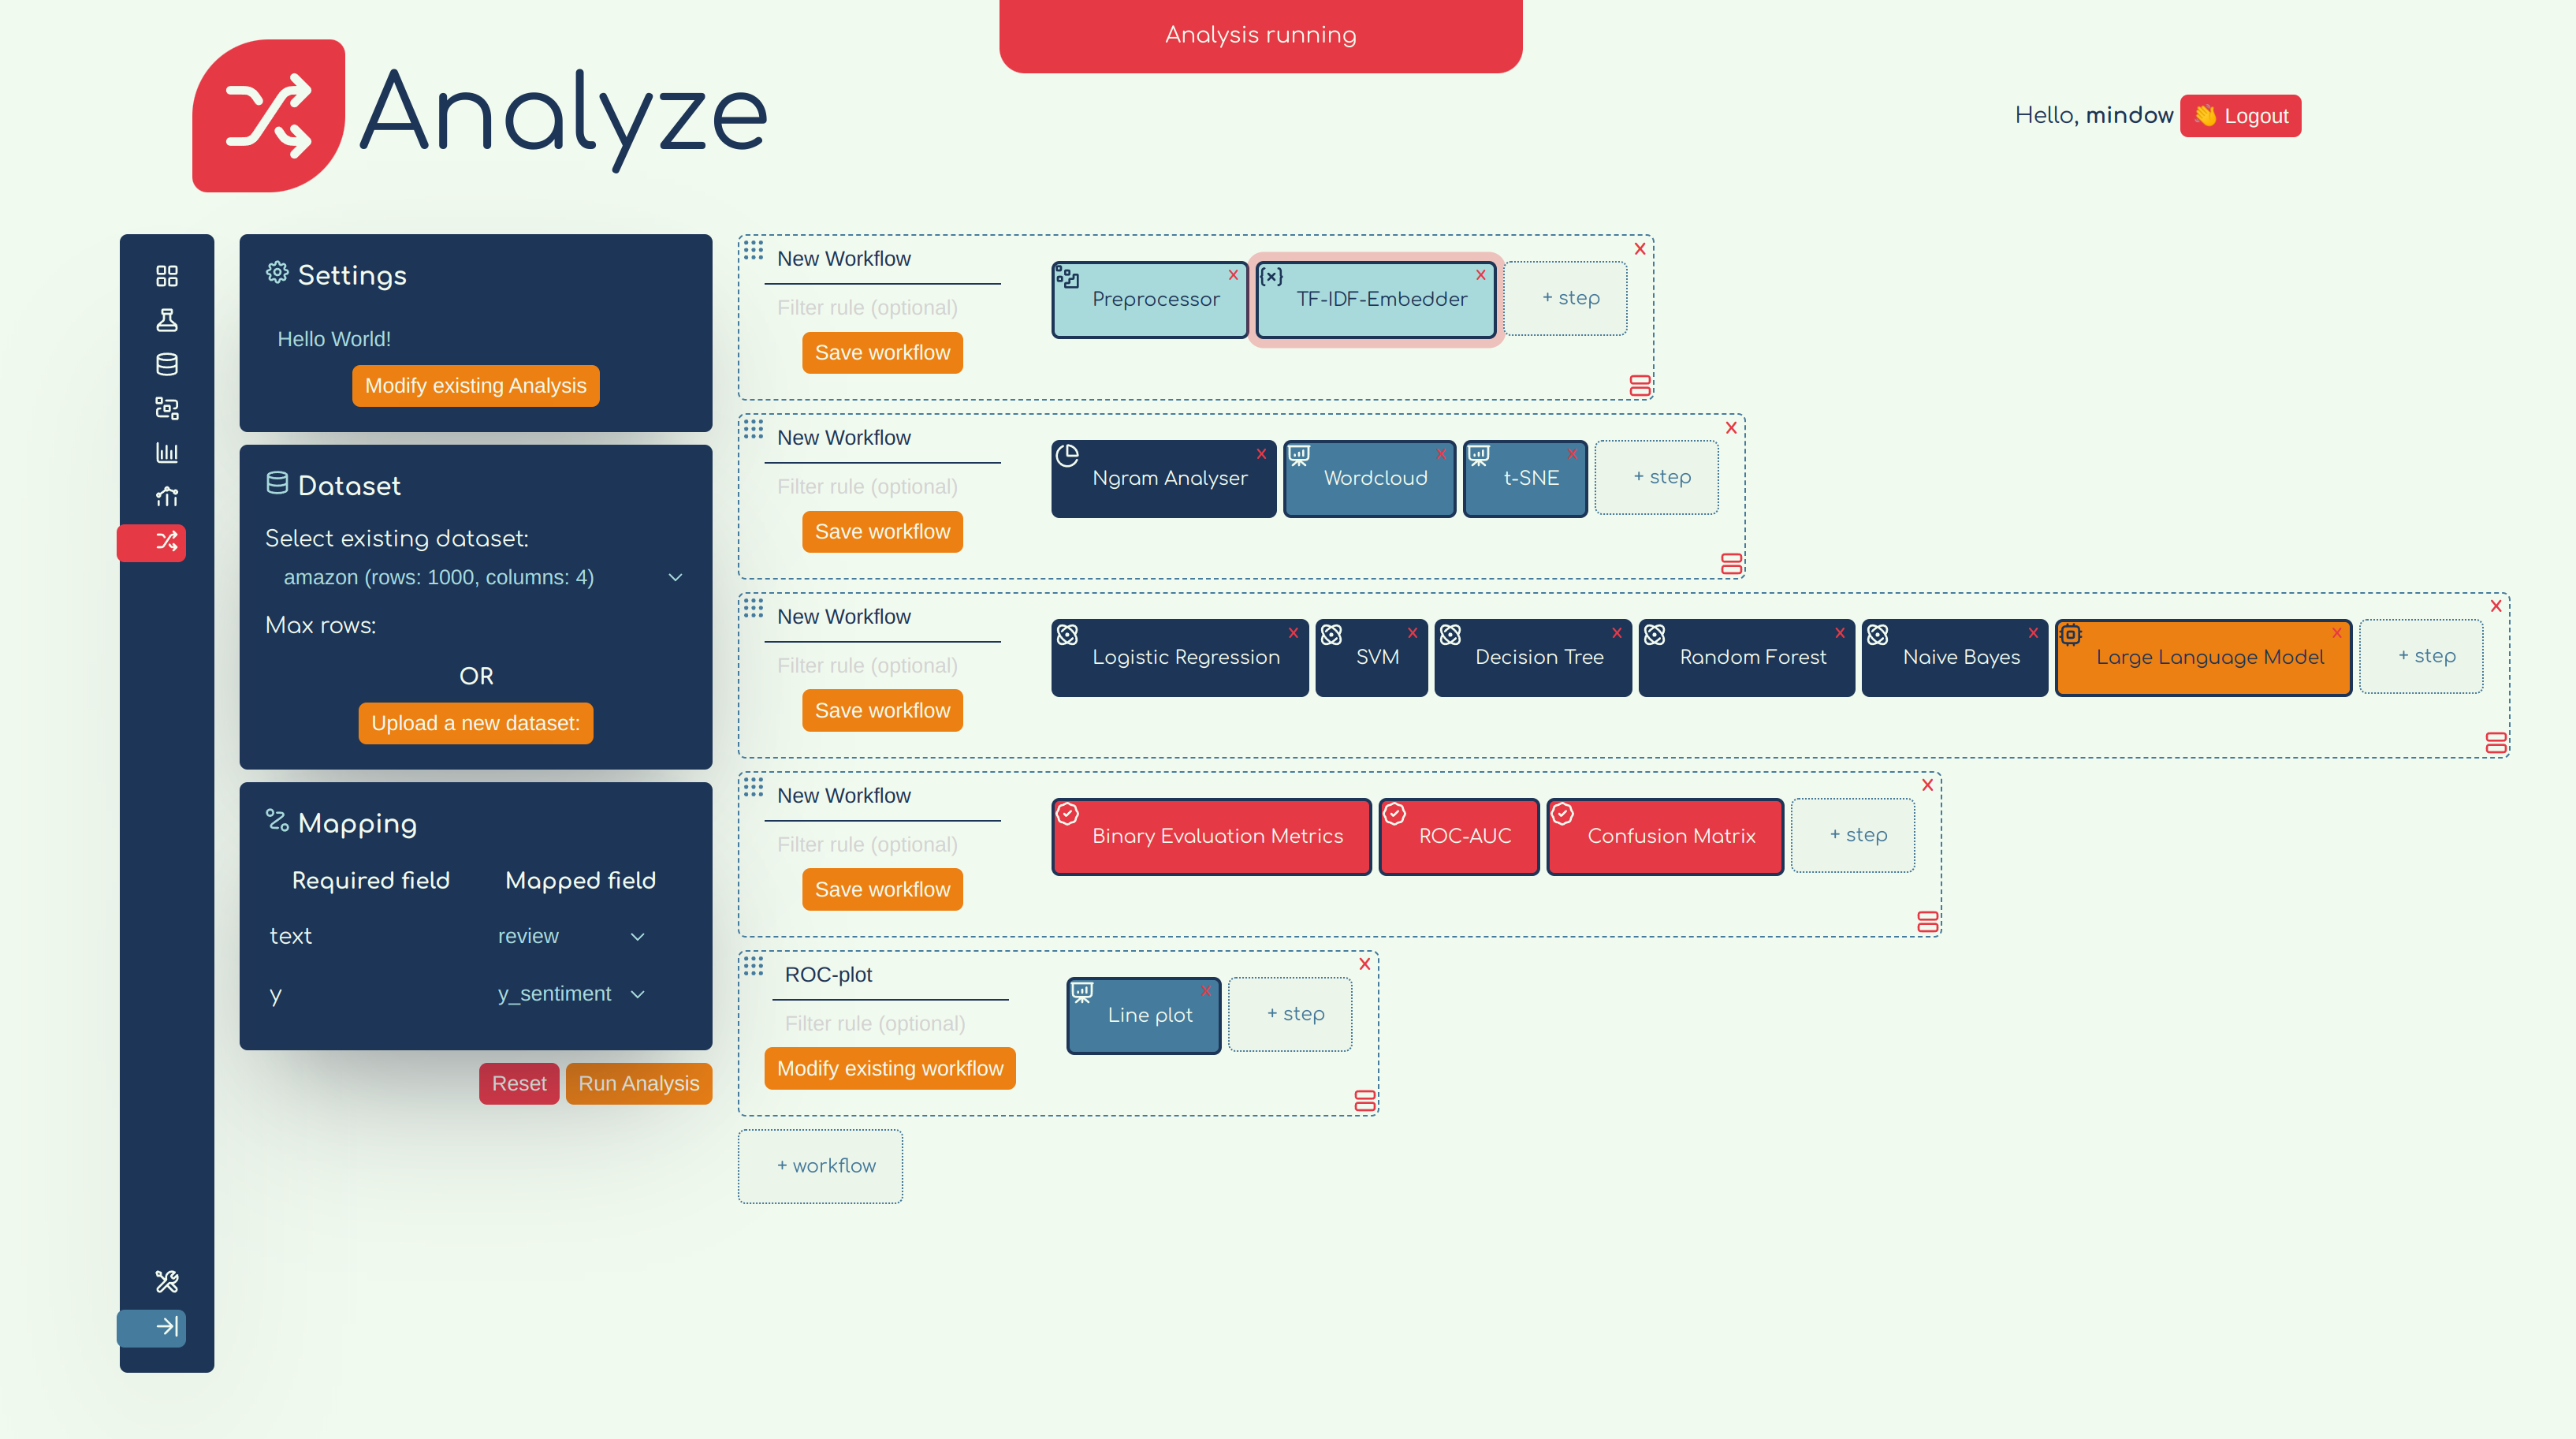 Analysis running
Analyze
Hello, mindow 👋 Logout
Settings
Hello World!
Modify existing Analysis
Dataset
Select existing dataset:
amazon (rows: 1000, columns: 4)
Max rows:
OR
Upload a new dataset:
Mapping
Required field Mapped field
text review
y y_sentiment
Reset Run Analysis
New Workflow
Filter rule (optional)
Save workflow
x
Preprocessor x
{x} TF-IDF-Embedder x
+ step
New Workflow
Filter rule (optional)
Save workflow
x
Ngram Analyser x
Wordcloud x
t-SNE x
+ step
New Workflow
Filter rule (optional)
Save workflow
x
Logistic Regression x
SVM x
Decision Tree x
Random Forest x
Naive Bayes x
Large Language Model x
+ step
New Workflow
Filter rule (optional)
Save workflow
x
Binary Evaluation Metrics
ROC-AUC
Confusion Matrix
+ step
ROC-plot
Filter rule (optional)
Modify existing workflow
x
Line plot x
+ step
+ workflow